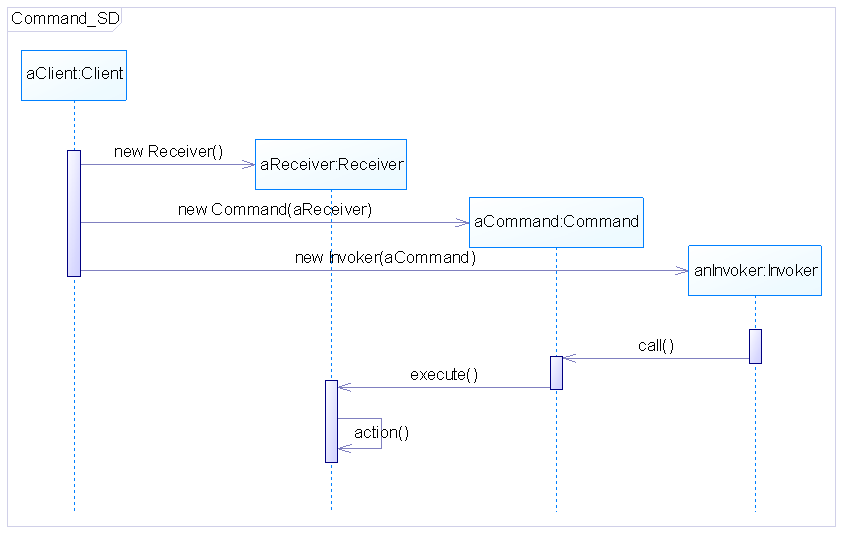 Command_SD
aClient:Client
new Receiver()
aReceiver:Receiver
new Command(aReceiver)
aCommand:Command
new Invoker(aCommand)
anInvoker:Invoker
call()
execute()
action()